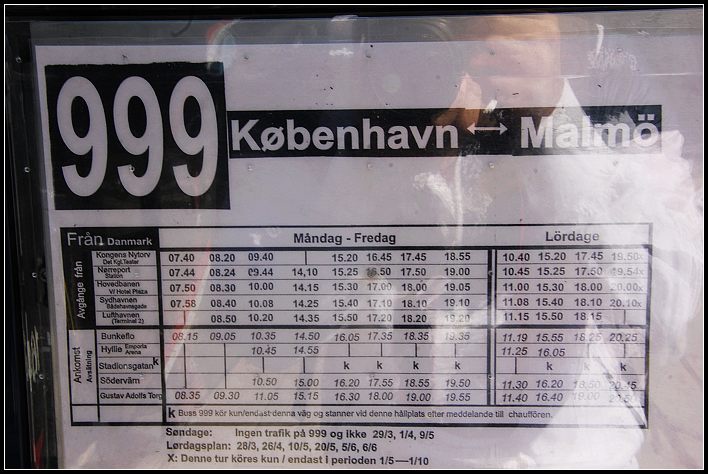 999
København ↔ Malmö
Från Danmark Måndag - Fredag Lördage
Avgånge från
Kongens Nytorv Det Kgl.Teater 07.40 08.20 09.40 | 15.20 16.45 17.45 18.55 10.40 15.20 17.45 19.50x
Nørreport Station 07.44 08.24 09.44 14,10 15.25 16.50 17.50 19.00 10.45 15.25 17.50 19.54x
Hovedbanen V/ Hotel Plaza 07.50 08.30 10.00 14.15 15.30 17.00 18.00 19.05 11.00 15.30 18.00 20.00x
Sydhavnen Bådehavnsgade 07.58 08.40 10.08 14.25 15.40 17.10 18.10 19.10 11.08 15.40 18.10 20.10x
Lufthavnen (Terminal 2) | 08.50 10.20 14.35 15.50 17.20 18.20 19.20 11.15 15.50 18.15 |
Ankomst Avsätning
Bunkeflo 08.15 09.05 10.35 14.50 16.05 17.35 18.35 19.35 11.19 15.55 18.25 20.25
Hyllie Emporia Arena | | 10.45 14.55 | | | | 11.25 16.05 | |
Stadionsgatan k | | | | k k k k | k k k
Södervärn | | 10.50 15.00 16.20 17.55 18.55 19.50 11.30 16.20 18.50
Gustav Adolfs Torg 08.35 09.30 11.05 15.15 16.30 18.00 19.00 19.55 11.40 16.40 19.00
k Buss 999 kör kun/endast denna väg og stanner vid denne hållplats efter meddelande till chauffören.
Søndage: Ingen trafik på 999 og ikke 29/3, 1/4, 9/5
Lørdagsplan: 28/3, 26/4, 10/5, 20/5, 5/6, 6/6
X: Denne tur köres kun / endast i perioden 1/5—1/10